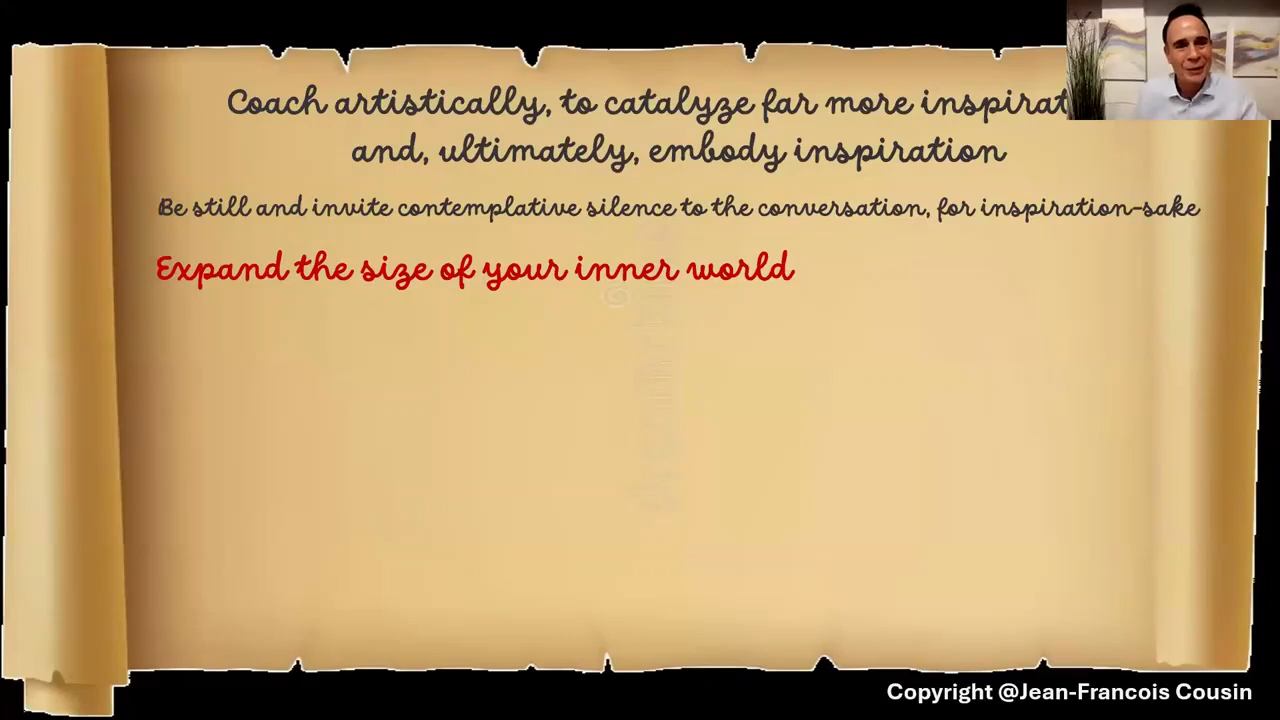 Coach artistically, to catalyze far more
and, ultimately, embody inspiration
Be still and invite contemplative silence to the conversation, for inspiration-sake
Expand the size of your inner world
Copyright @Jean-Francois Cousin